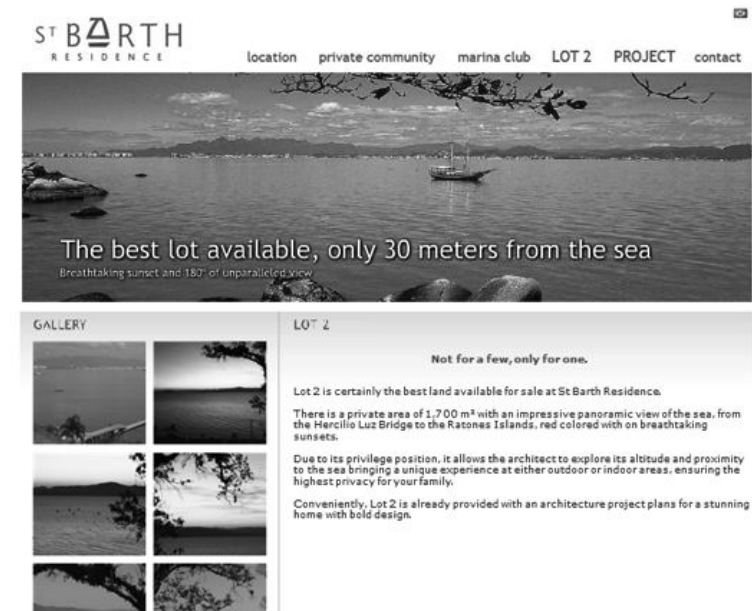 ST BARTH
RESIDENCE
location private community marina club LOT 2 PROJECT contact
The best lot available, only 30 meters from the sea
Breathtaking sunset and 180° of unparalleled view
GALLERY
LOT 2
Not for a few, only for one.
Lot 2 is certainly the best land available for sale at St Barth Residence.
There is a private area of 1,700 m² with an impressive panoramic view of the sea, from
the Hercilio Luz Bridge to the Ratones Islands, red colored with on breathtaking
sunsets.
Due to its privilege position, it allows the architect to explore its altitude and proximity
to the sea bringing a unique experience at either outdoor or indoor areas, ensuring the
highest privacy for your family.
Conveniently, Lot 2 is already provided with an architecture project plans for a stunning
home with bold design.